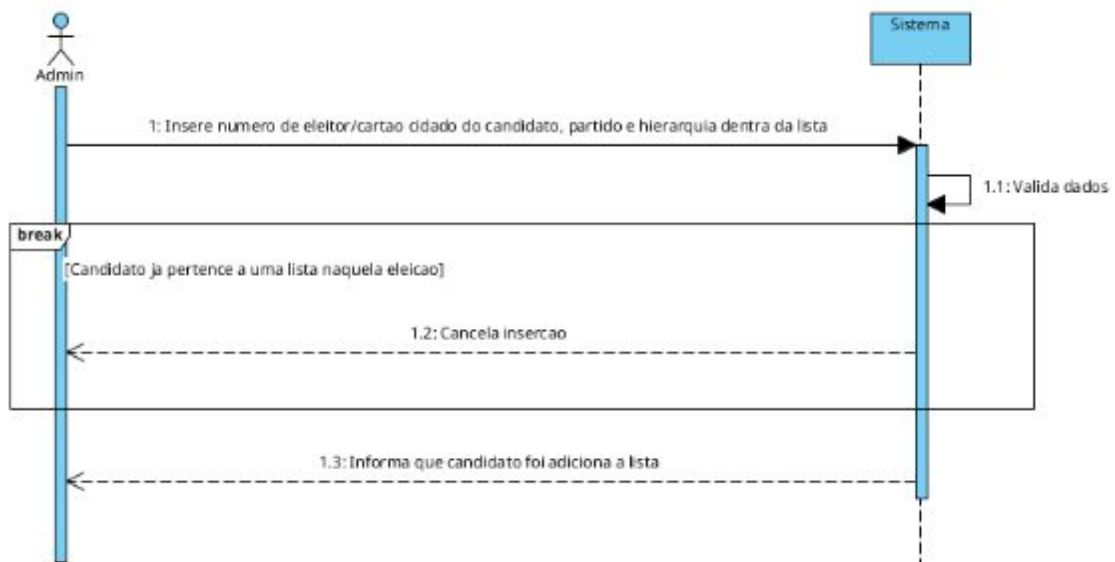 Sistema
Admin
1: Insere numero de eleitor/cartao cidado do candidato, partido e hierarquia dentra da lista
1.1: Valida dados
break
[Candidato ja pertence a uma lista naquela eleicao]
1.2: Cancela insercao
1.3: Informa que candidato foi adiciona a lista